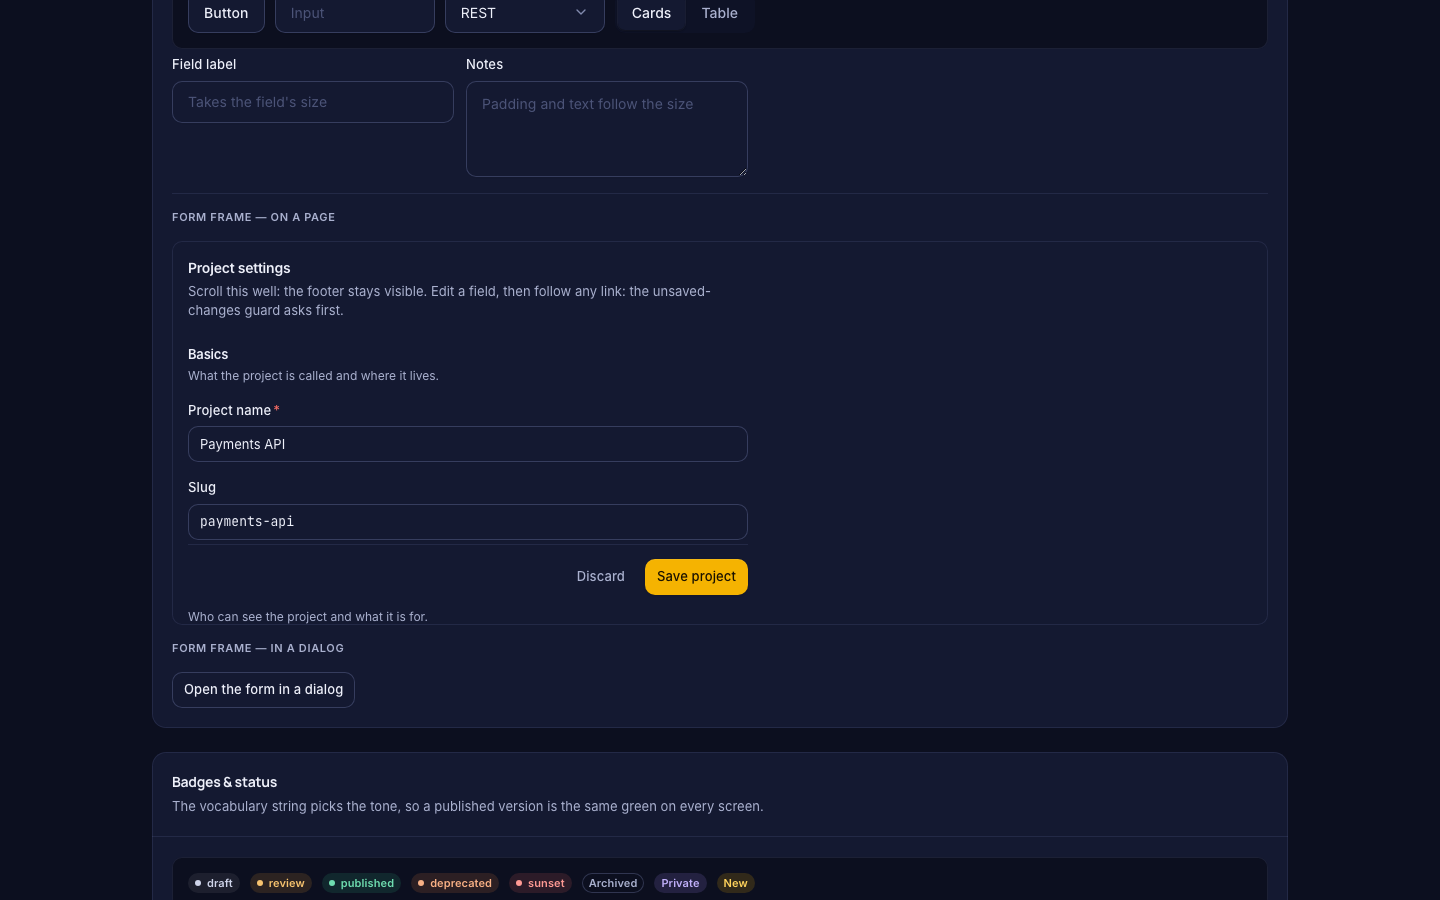 Button
Input
REST
Cards
Table
Field label
Notes
Takes the field's size
Padding and text follow the size
FORM FRAME — ON A PAGE
Project settings
Scroll this well: the footer stays visible. Edit a field, then follow any link: the unsaved-
changes guard asks first.
Basics
What the project is called and where it lives.
Project name*
Payments API
Slug
payments-api
Discard
Save project
Who can see the project and what it is for.
FORM FRAME — IN A DIALOG
Open the form in a dialog
Badges & status
The vocabulary string picks the tone, so a published version is the same green on every screen.
draft
review
published
deprecated
sunset
Archived
Private
New